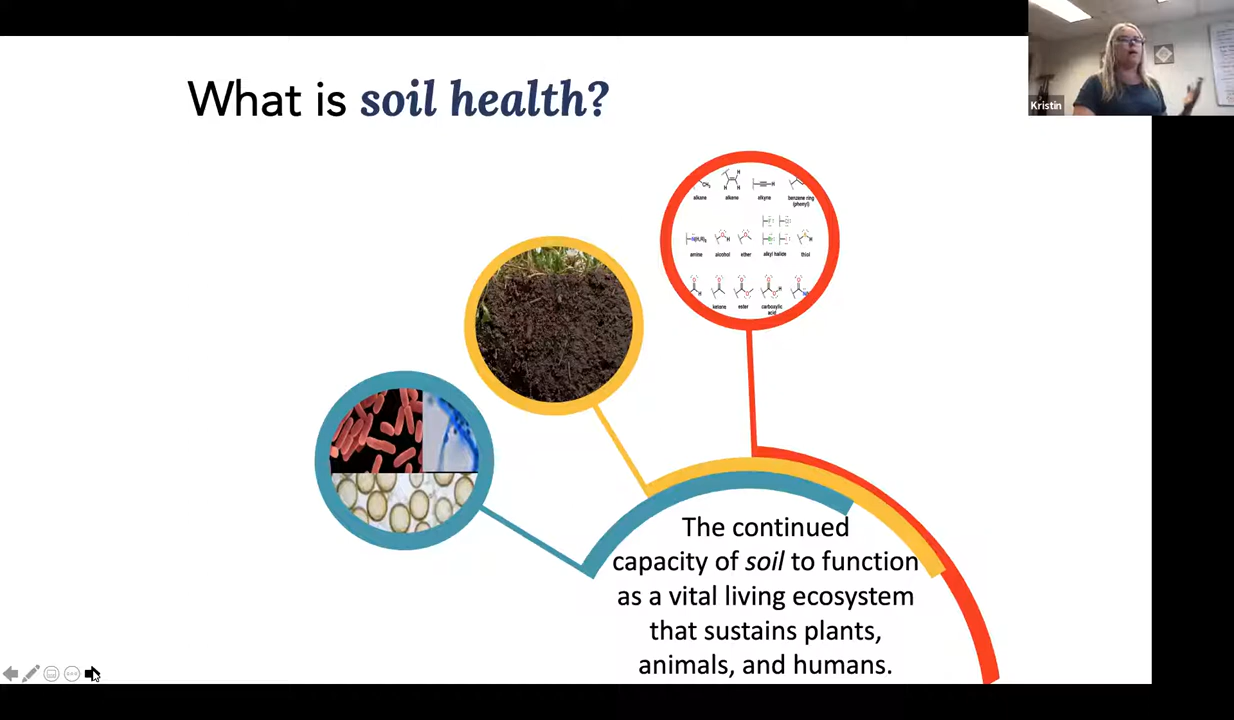 What is soil health?
Kristin
CH₃
H
H
H
H
alkane
alkene
alkyne
benzene ring
(phenyl)
amine
alcohol
ether
alkyl halide
thiol
ketone
ester
carboxylic
acid
The continued
capacity of soil to function
as a vital living ecosystem
that sustains plants,
animals, and humans.